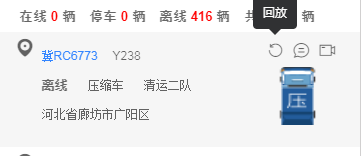 回放
在线 0 辆 停车 0 辆 离线 416 辆 辆
冀RC6773 Y238
离线 压缩车 清运二队
压
河北省廊坊市广阳区